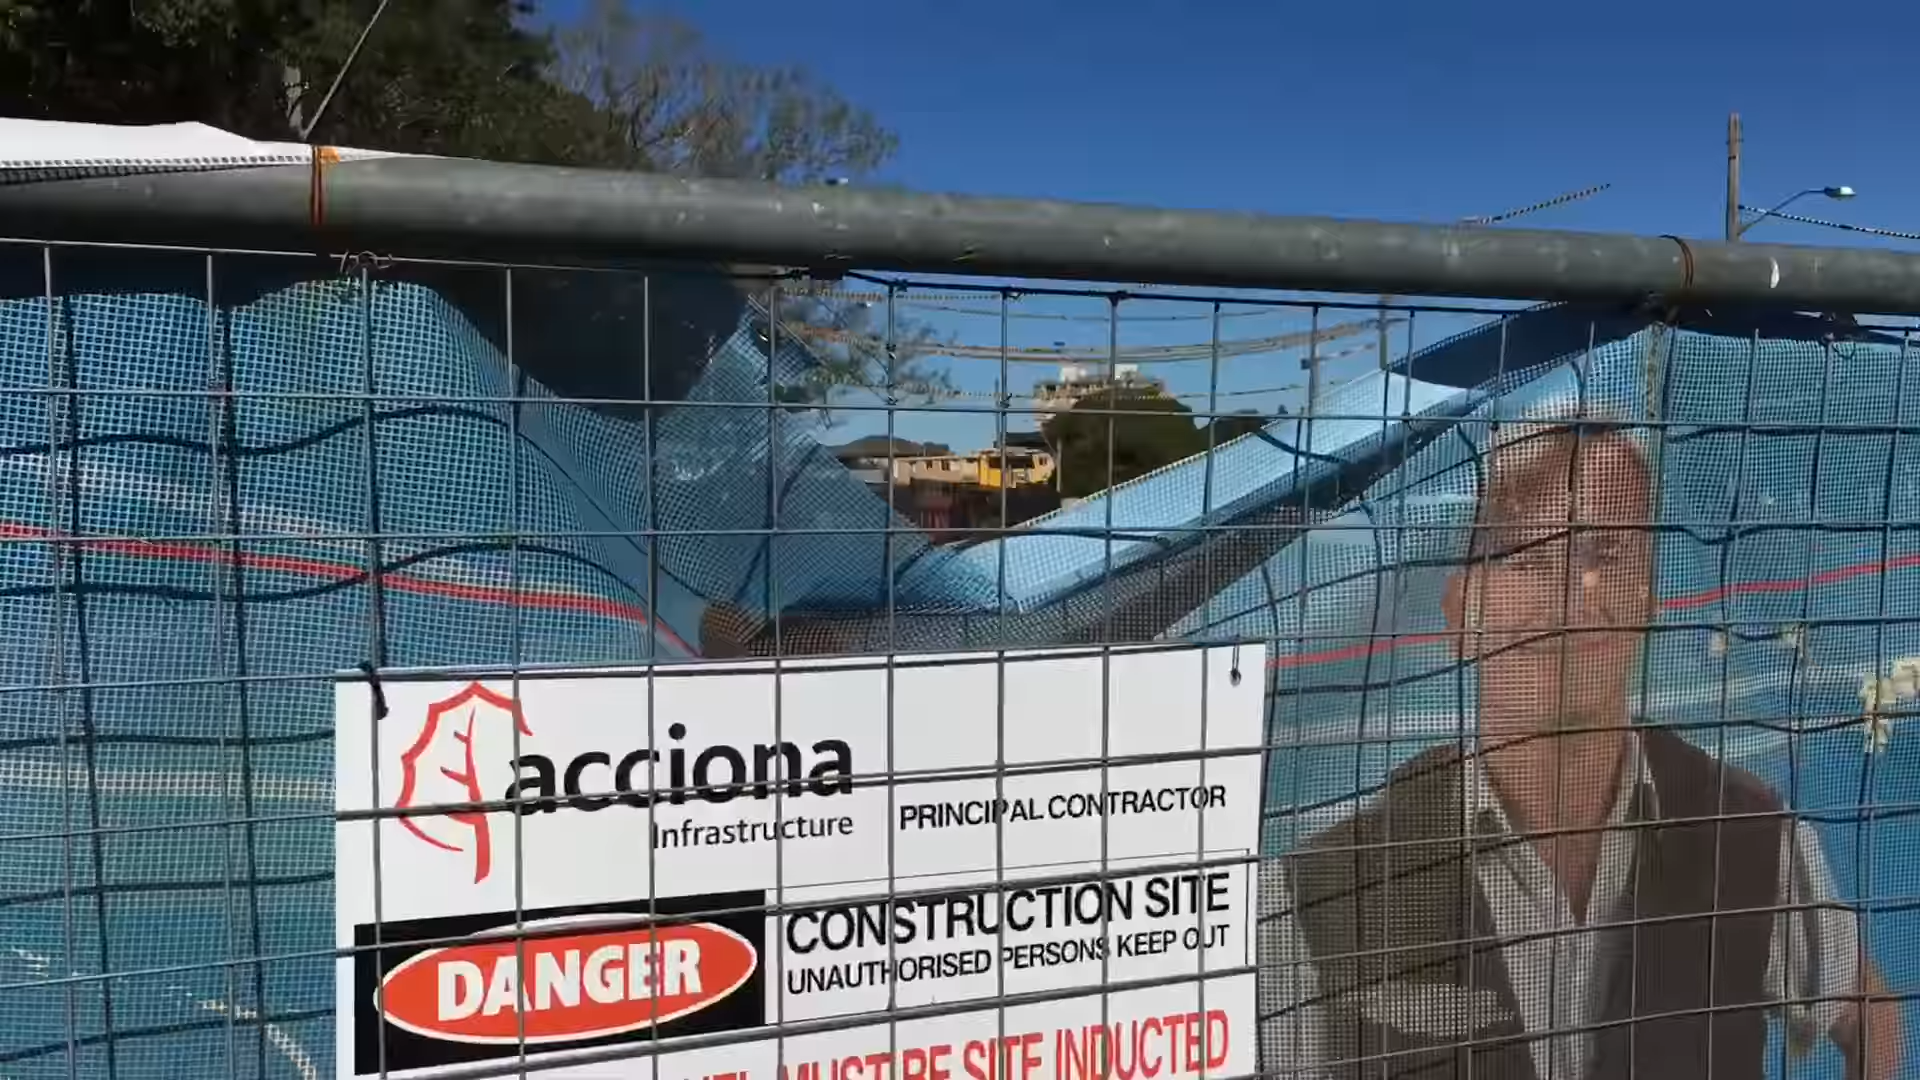 acciona
Infrastructure
PRINCIPAL CONTRACTOR
DANGER
CONSTRUCTION SITE
UNAUTHORISED PERSONS KEEP OUT
MUST BE SITE INDUCTED